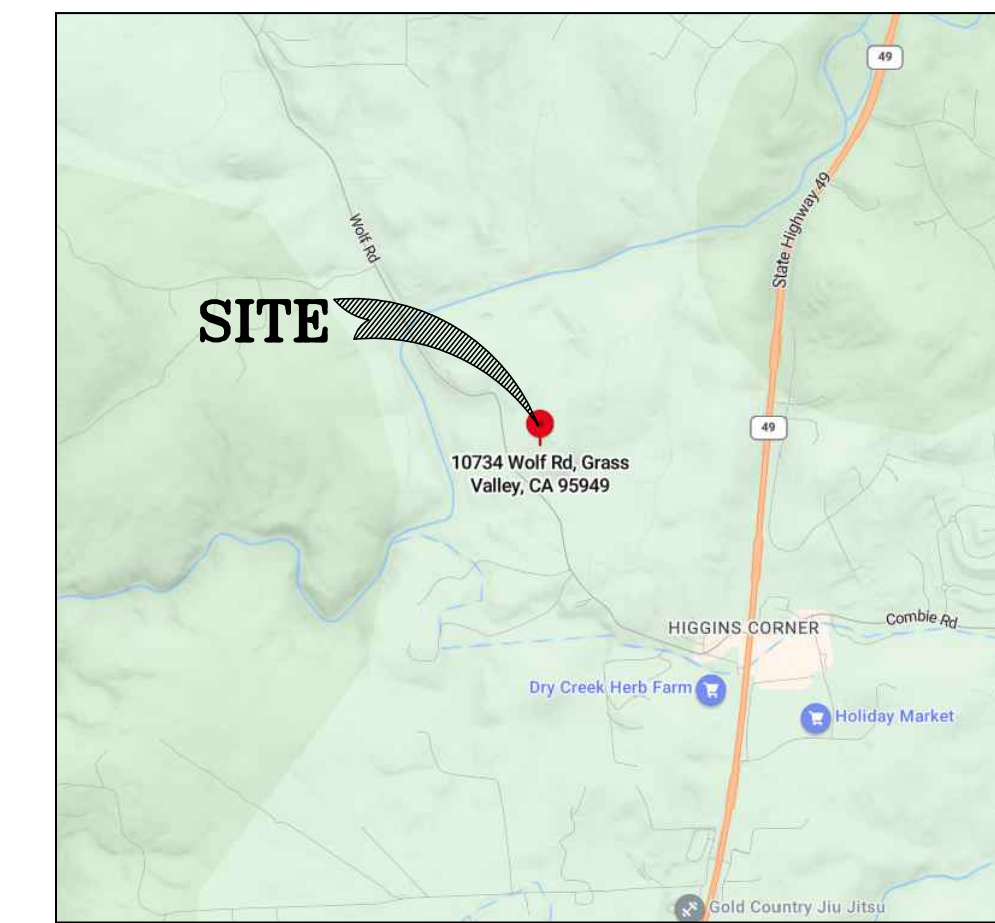 49
State Highway 49
Wolf Rd
SITE
49
10734 Wolf Rd, Grass
Valley, CA 95949
HIGGINS CORNER
Combie Rd
Dry Creek Herb Farm
Holiday Market
Gold Country Jiu Jitsu